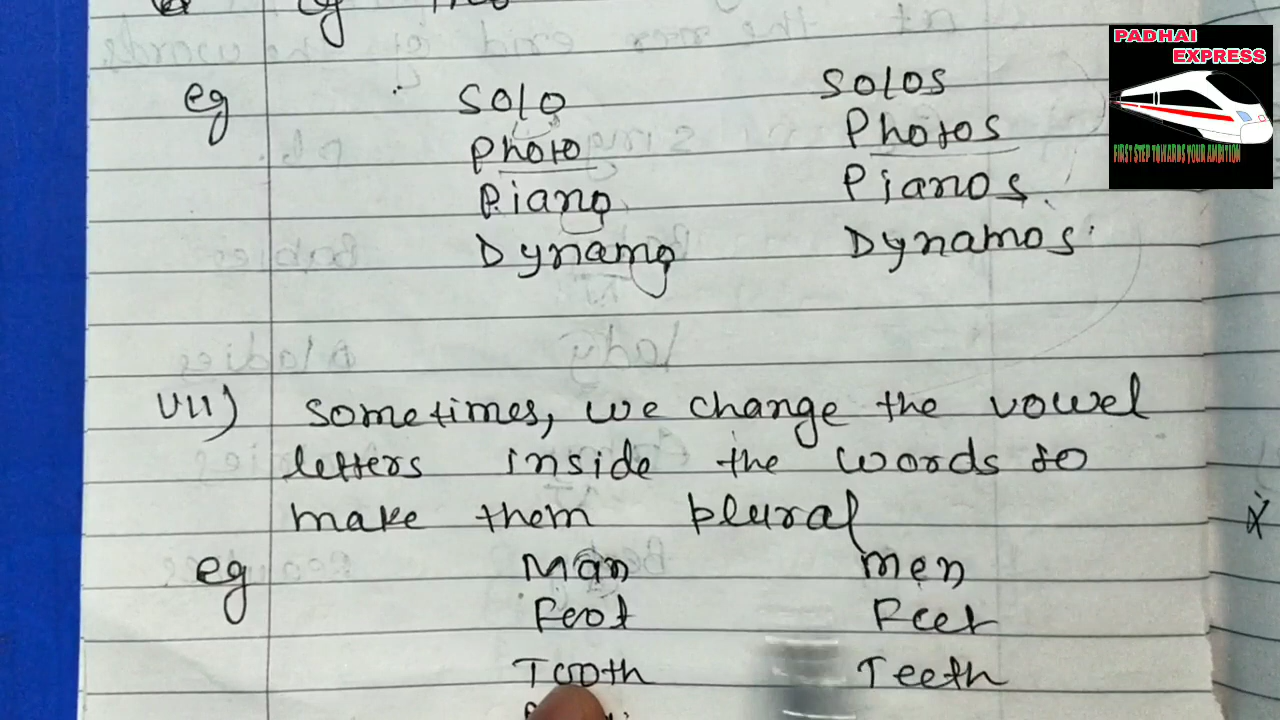 eg Solo Solos
Photo Photos
Piano Pianos
Dynamo Dynamos
VII) Sometimes, we change the vowel
letters inside the words to
make them plural
eg Man men
Foot Feet
Tooth Teeth
PADHAI
EXPRESS
FIRST STEP TOWARDS YOUR AMBITION